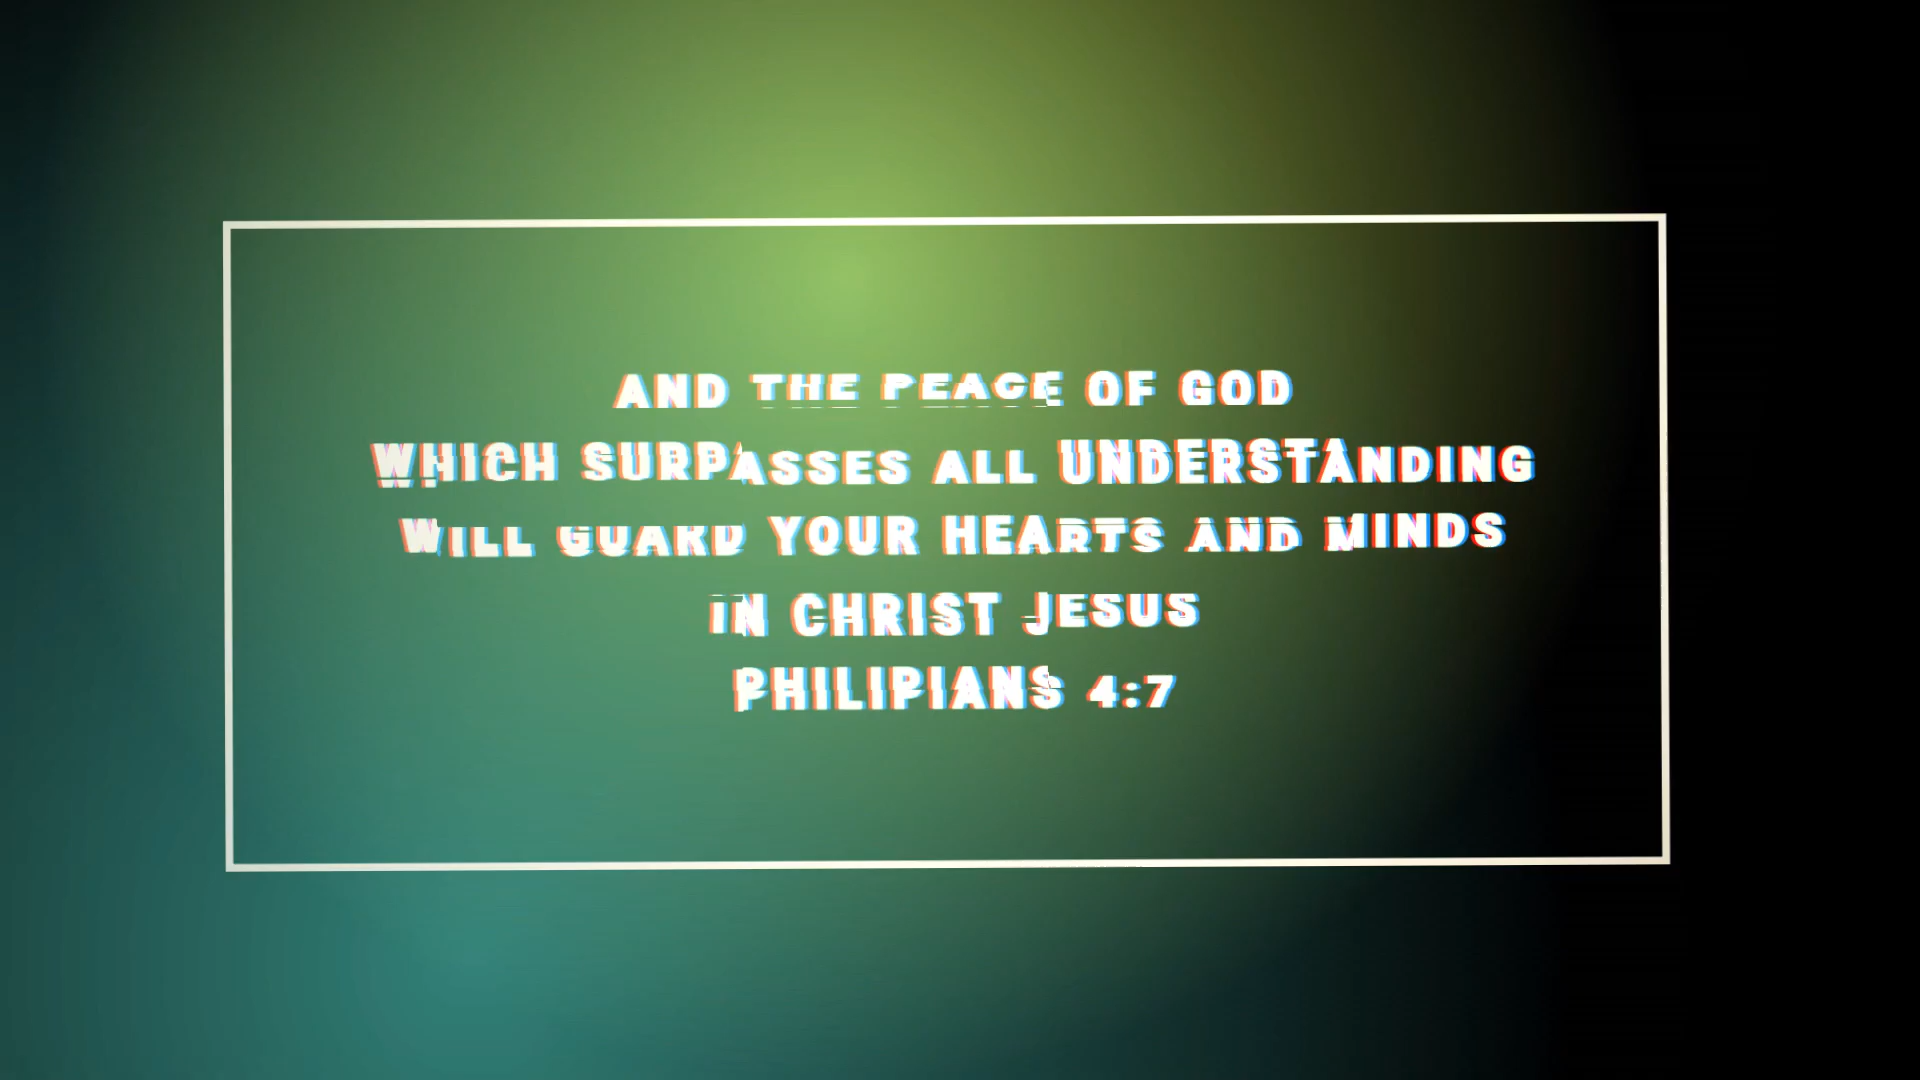 AND THE PEACE OF GOD
WHICH SURPASSES ALL UNDERSTANDING
WILL GUARD YOUR HEARTS AND MINDS
IN CHRIST JESUS
PHILIPIANS 4:7